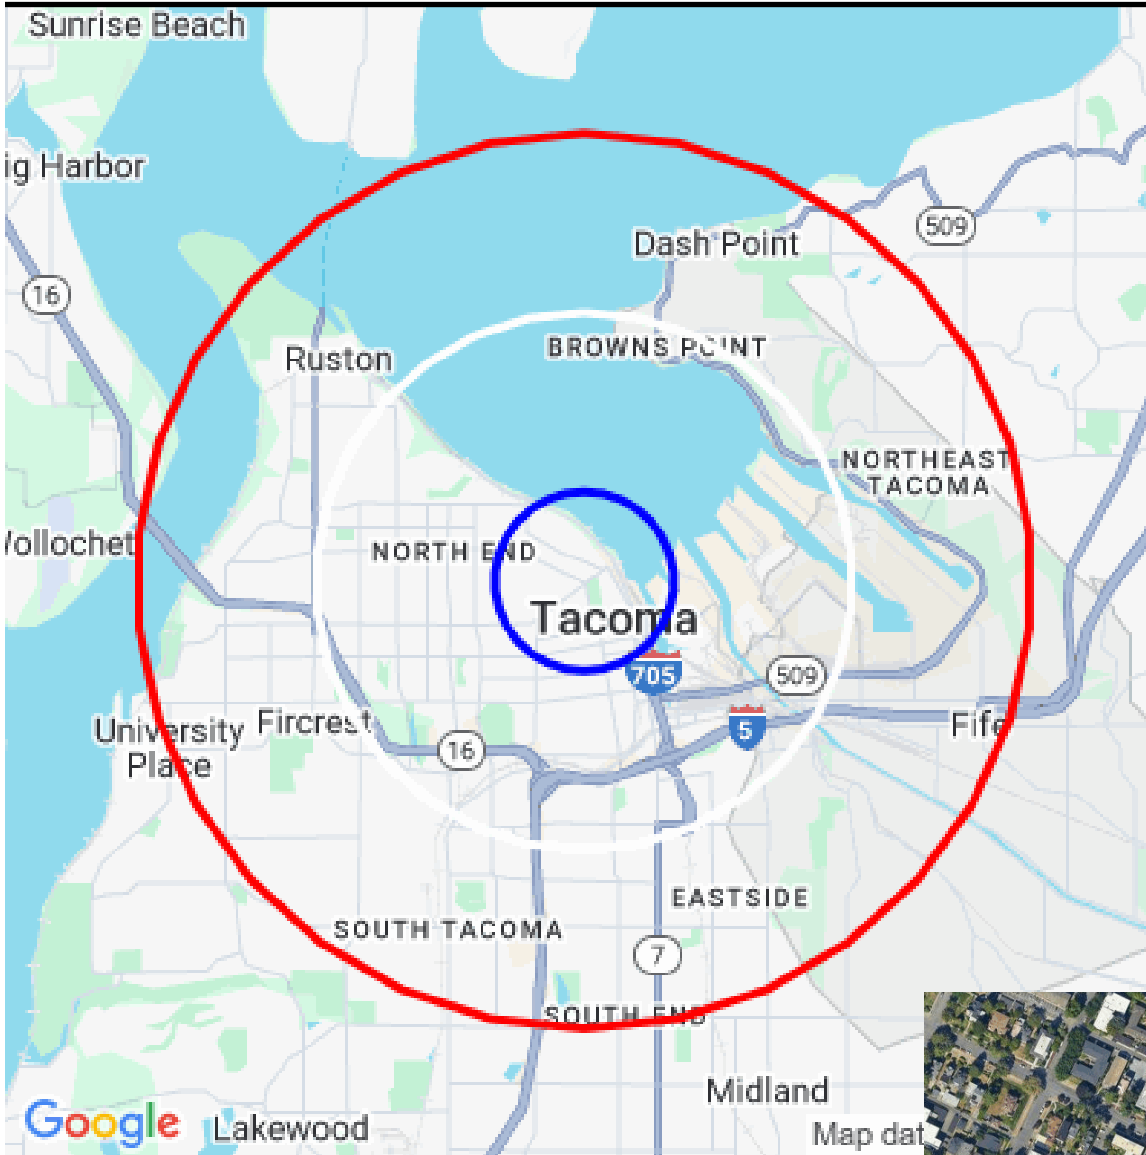 Sunrise Beach
ig Harbor
509
Dash Point
16
BROWNS POINT
Ruston
NORTHEAST
TACOMA
Wollochet
NORTH END
Tacoma
705
509
University
Place
Fircrest
5
Fife
16
EASTSIDE
SOUTH TACOMA
7
SOUTH END
Midland
Google
Lakewood
Map dat